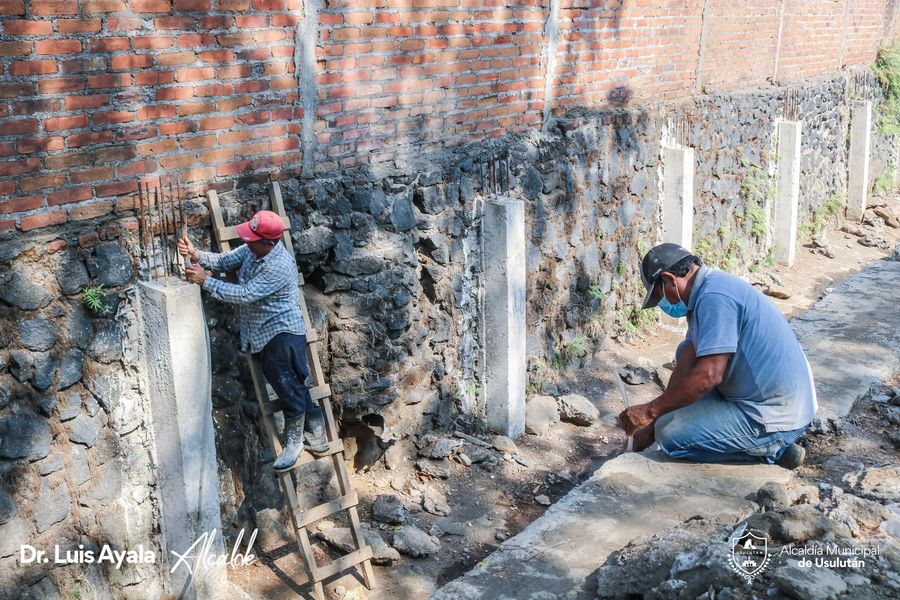 Dr. Luis Ayala Alcalde
Alcaldía Municipal
de Usulután